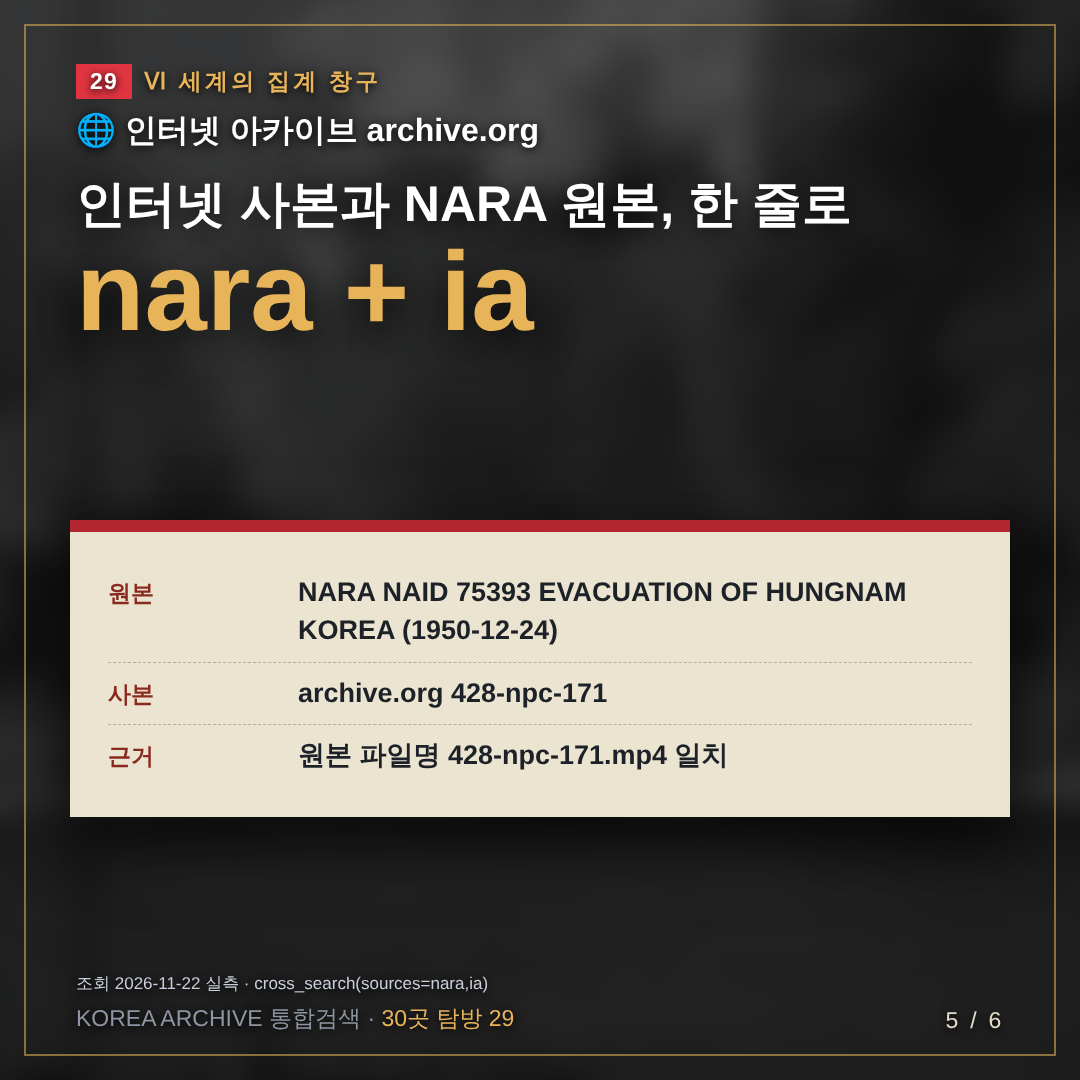 29 Ⅵ 세계의 집계 창구
인터넷 아카이브 archive.org
인터넷 사본과 NARA 원본, 한 줄로
nara + ia
원본 NARA NAID 75393 EVACUATION OF HUNGNAM
KOREA (1950-12-24)
사본 archive.org 428-npc-171
근거 원본 파일명 428-npc-171.mp4 일치
조회 2026-11-22 실측 · cross_search(sources=nara,ia)
KOREA ARCHIVE 통합검색 · 30곳 탐방 29
5 / 6